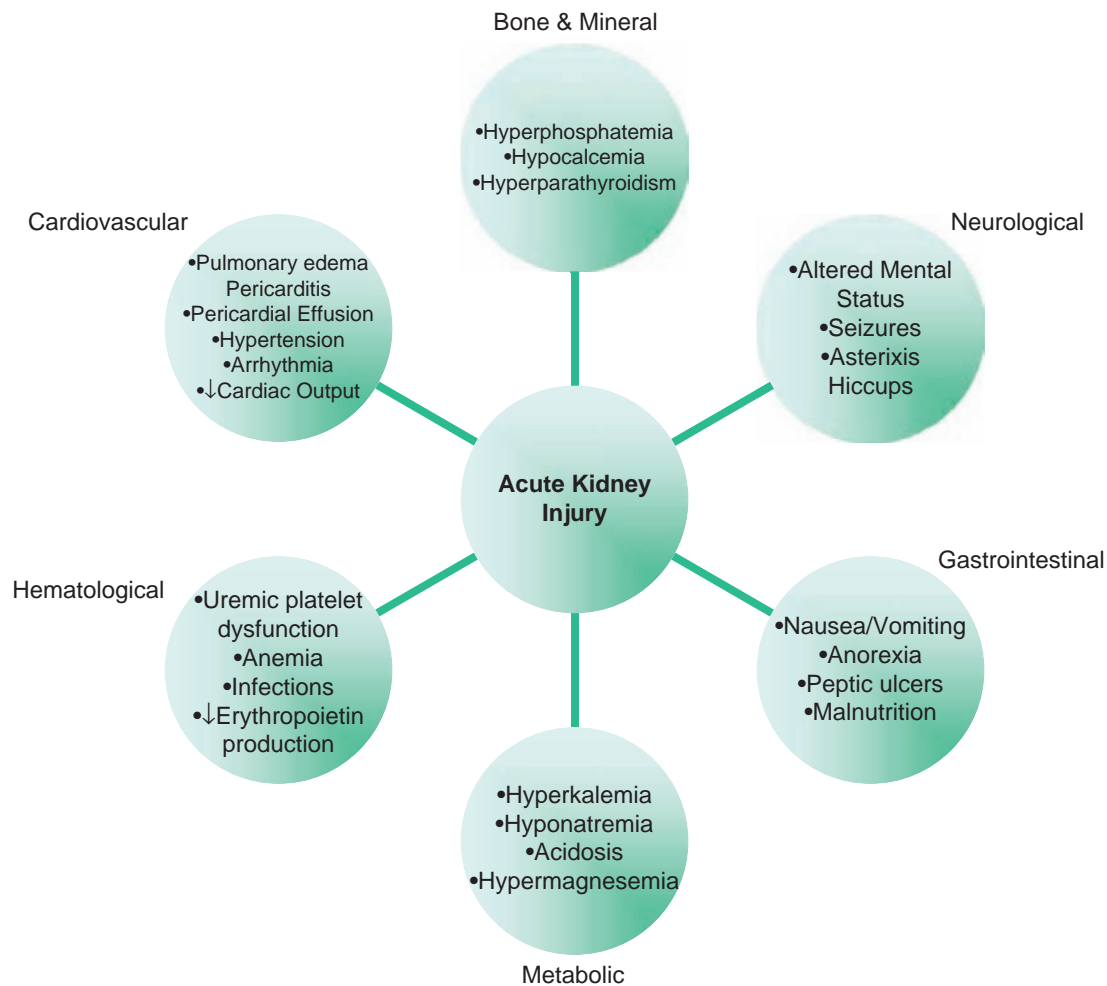 Bone & Mineral
•Hyperphosphatemia
•Hypocalcemia
•Hyperparathyroidism
Cardiovascular
•Pulmonary edema
Pericarditis
•Pericardial Effusion
•Hypertension
•Arrhythmia
•↓Cardiac Output
Neurological
•Altered Mental
Status
•Seizures
•Asterixis
Hiccups
Acute Kidney
Injury
Hematological
•Uremic platelet
dysfunction
•Anemia
•Infections
•↓Erythropoietin
production
Gastrointestinal
•Nausea/Vomiting
•Anorexia
•Peptic ulcers
•Malnutrition
•Hyperkalemia
•Hyponatremia
•Acidosis
•Hypermagnesemia
Metabolic